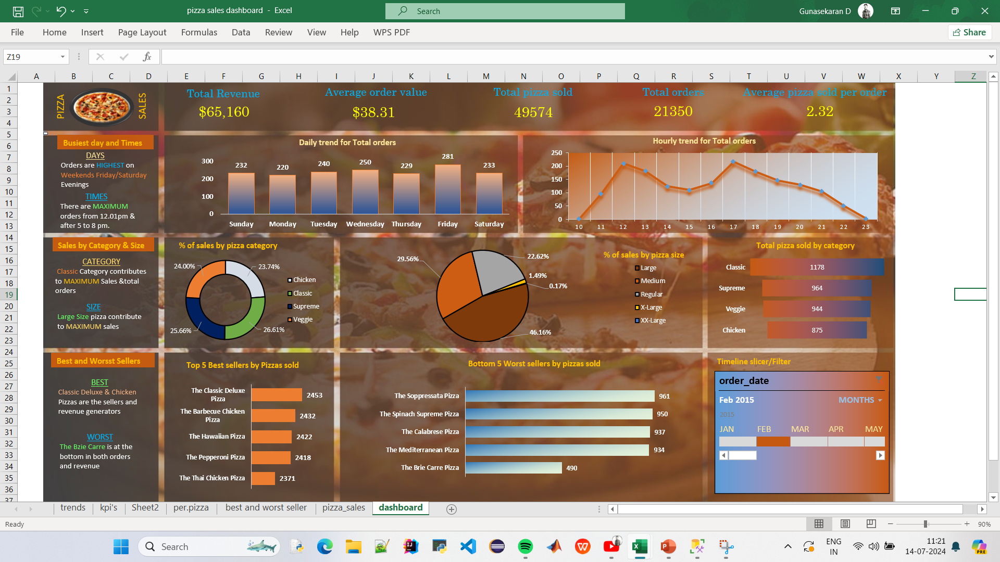 pizza sales dashboard - Excel
Search
Gunasekaran D
File Home Insert Page Layout Formulas Data Review View Help WPS PDF
Share
Z19
fx
A B C D E F G H I J K L M N O P Q R S T U V W X Y Z
1
2
3
4
5
6
7
8
9
10
11
12
13
14
15
16
17
18
19
20
21
22
23
24
25
26
27
28
29
30
31
32
33
34
35
36
37
PIZZA
SALES
Total Revenue
$65,160
Average order value
$38.31
Total pizza sold
49574
Total orders
21350
Average pizza sold per order
2.32
Busiest day and Times
DAYS
Orders are HIGHEST on
Weekends Friday/Saturday
Evenings
TIMES
There are MAXIMUM
orders from 12.01pm &
after 5 to 8 pm.
Daily trend for Total orders
300
200
100
0
232 220 240 250 229 281 233
Sunday Monday Tuesday Wednesday Thursday Friday Saturday
Hourly trend for Total orders
250
200
150
100
50
0
10 11 12 13 14 15 16 17 18 19 20 21 22 23
Sales by Category & Size
CATEGORY
Classic Category contributes
to MAXIMUM Sales &total
orders
SIZE
Large Size pizza contribute
to MAXIMUM sales
% of sales by pizza category
24.00%
23.74%
25.66%
26.61%
Chicken
Classic
Supreme
Veggie
29.56%
22.62%
1.49%
0.17%
46.16%
% of sales by pizza size
Large
Medium
Regular
X-Large
XX-Large
Total pizza sold by category
Classic 1178
Supreme 964
Veggie 944
Chicken 875
Best and Worsst Sellers
BEST
Classic Deluxe & Chicken
Pizzas are the sellers and
revenue generators
WORST
The Bzie Carre is at the
bottom in both orders
and revenue
Top 5 Best sellers by Pizzas sold
The Classic Deluxe
Pizza
2453
The Barbecue Chicken
Pizza
2432
The Hawaiian Pizza 2422
The Pepperoni Pizza 2418
The Thai Chicken Pizza 2371
Bottom 5 Worst sellers by pizzas sold
The Soppressata Pizza 961
The Spinach Supreme Pizza 950
The Calabrese Pizza 937
The Mediterranean Pizza 934
The Brie Carre Pizza 490
Timeline slicer/Filter
order_date
Feb 2015 MONTHS
2015
JAN FEB MAR APR MAY
trends kpi's Sheet2 per.pizza best and worst seller pizza_sales dashboard
Ready
90%
Search
ENG
IN
11:21
14-07-2024
PRE